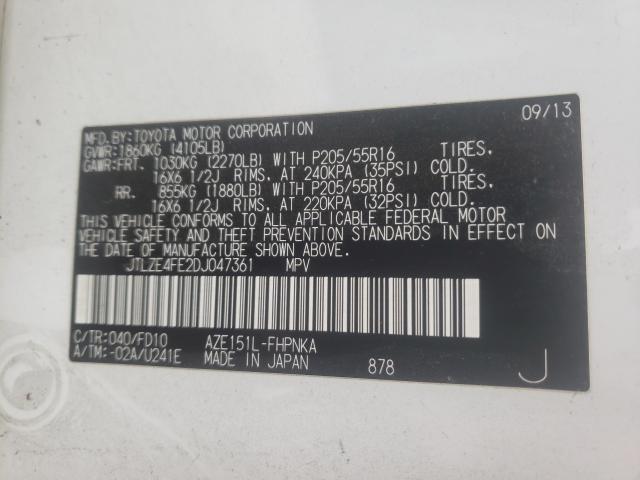 09/13
MFD.BY:TOYOTA MOTOR CORPORATION
GVWR:1860KG (4105LB)
GAWR:FRT. 1030KG (2270LB) WITH P205/55R16 TIRES.
16X6 1/2J RIMS. AT 240KPA (35PSI) COLD.
RR. 855KG (1880LB) WITH P205/55R16 TIRES.
16X6 1/2J RIMS. AT 220KPA (32PSI) COLD.
THIS VEHICLE CONFORMS TO ALL APPLICABLE FEDERAL MOTOR
VEHICLE SAFETY AND THEFT PREVENTION STANDARDS IN EFFECT ON
THE DATE OF MANUFACTURE SHOWN ABOVE.
JTLZE4FE2DJ047361 MPV
C/TR:040/FD10 AZE151L-FHPNKA
A/TM:-02A/U241E MADE IN JAPAN 878 J